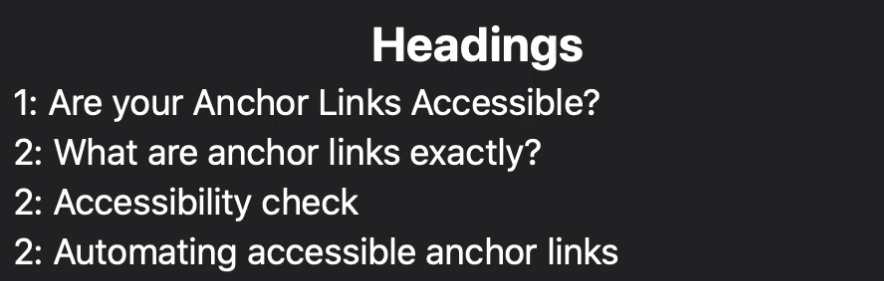 Headings
1: Are your Anchor Links Accessible?
2: What are anchor links exactly?
2: Accessibility check
2: Automating accessible anchor links